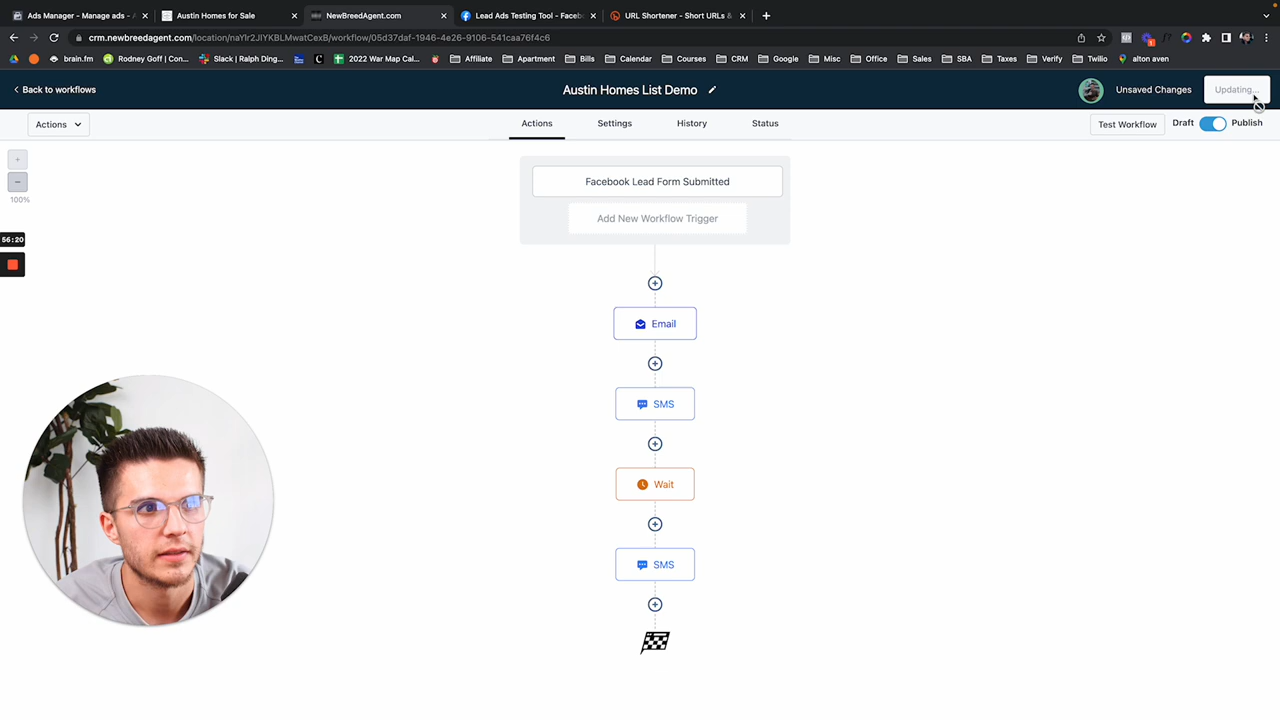 Ads Manager - Manage ads -
Austin Homes for Sale
NewBreedAgent.com
Lead Ads Testing Tool - Faceb
URL Shortener - Short URLs &
crm.newbreedagent.com/location/naYlr2JIYKBLMwatCexB/workflow/05d37daf-1946-4e26-9106-541caa76f4c6
brain.fm
Rodney Goff | Con...
Slack | Ralph Ding...
2022 War Map Cal...
Affiliate
Apartment
Bills
Calendar
Courses
CRM
Google
Misc
Office
Sales
SBA
Taxes
Verify
Twilio
alton aven
Back to workflows
Austin Homes List Demo
Unsaved Changes
Updating...
Actions
Actions
Settings
History
Status
Test Workflow
Draft
Publish
100%
56:20
Facebook Lead Form Submitted
Add New Workflow Trigger
Email
SMS
Wait
SMS